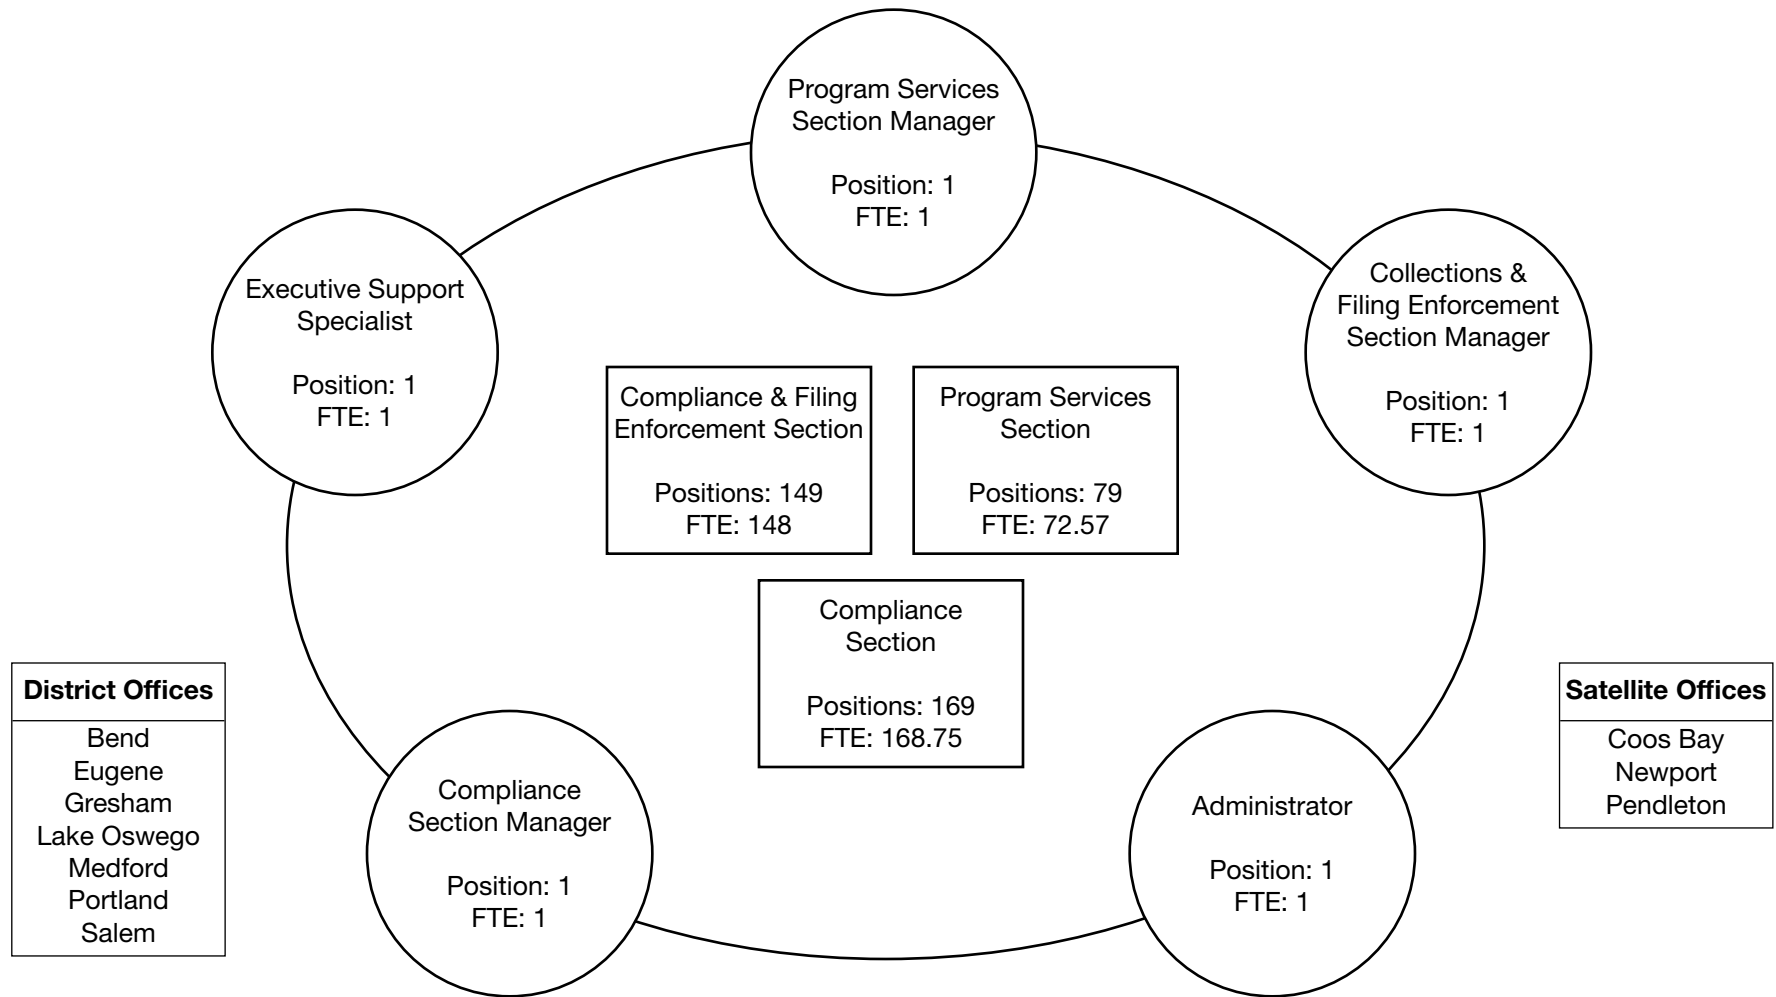 Program Services
Section Manager
Position: 1
FTE: 1
Executive Support
Specialist
Position: 1
FTE: 1
Collections &
Filing Enforcement
Section Manager
Position: 1
FTE: 1
Compliance & Filing
Enforcement Section
Positions: 149
FTE: 148
Program Services
Section
Positions: 79
FTE: 72.57
Compliance
Section
Positions: 169
FTE: 168.75
District Offices
Bend
Eugene
Gresham
Lake Oswego
Medford
Portland
Salem
Compliance
Section Manager
Position: 1
FTE: 1
Administrator
Position: 1
FTE: 1
Satellite Offices
Coos Bay
Newport
Pendleton